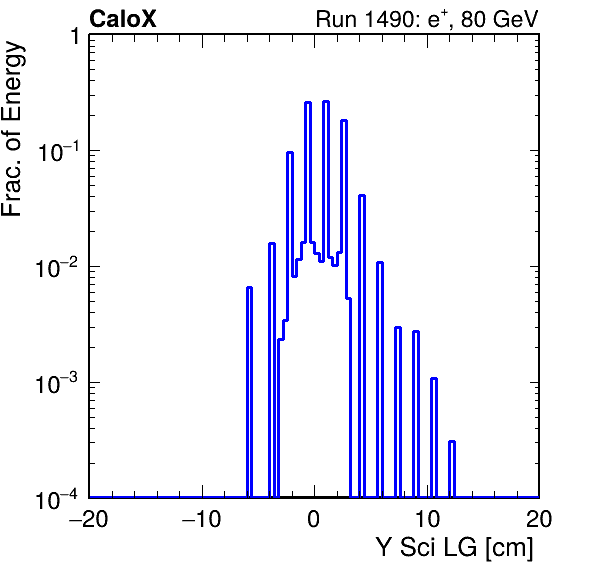 CaloX Run 1490: e⁺, 80 GeV
Frac. of Energy
1
10⁻¹
10⁻²
10⁻³
10⁻⁴
−20 −10 0 10 20
Y Sci LG [cm]